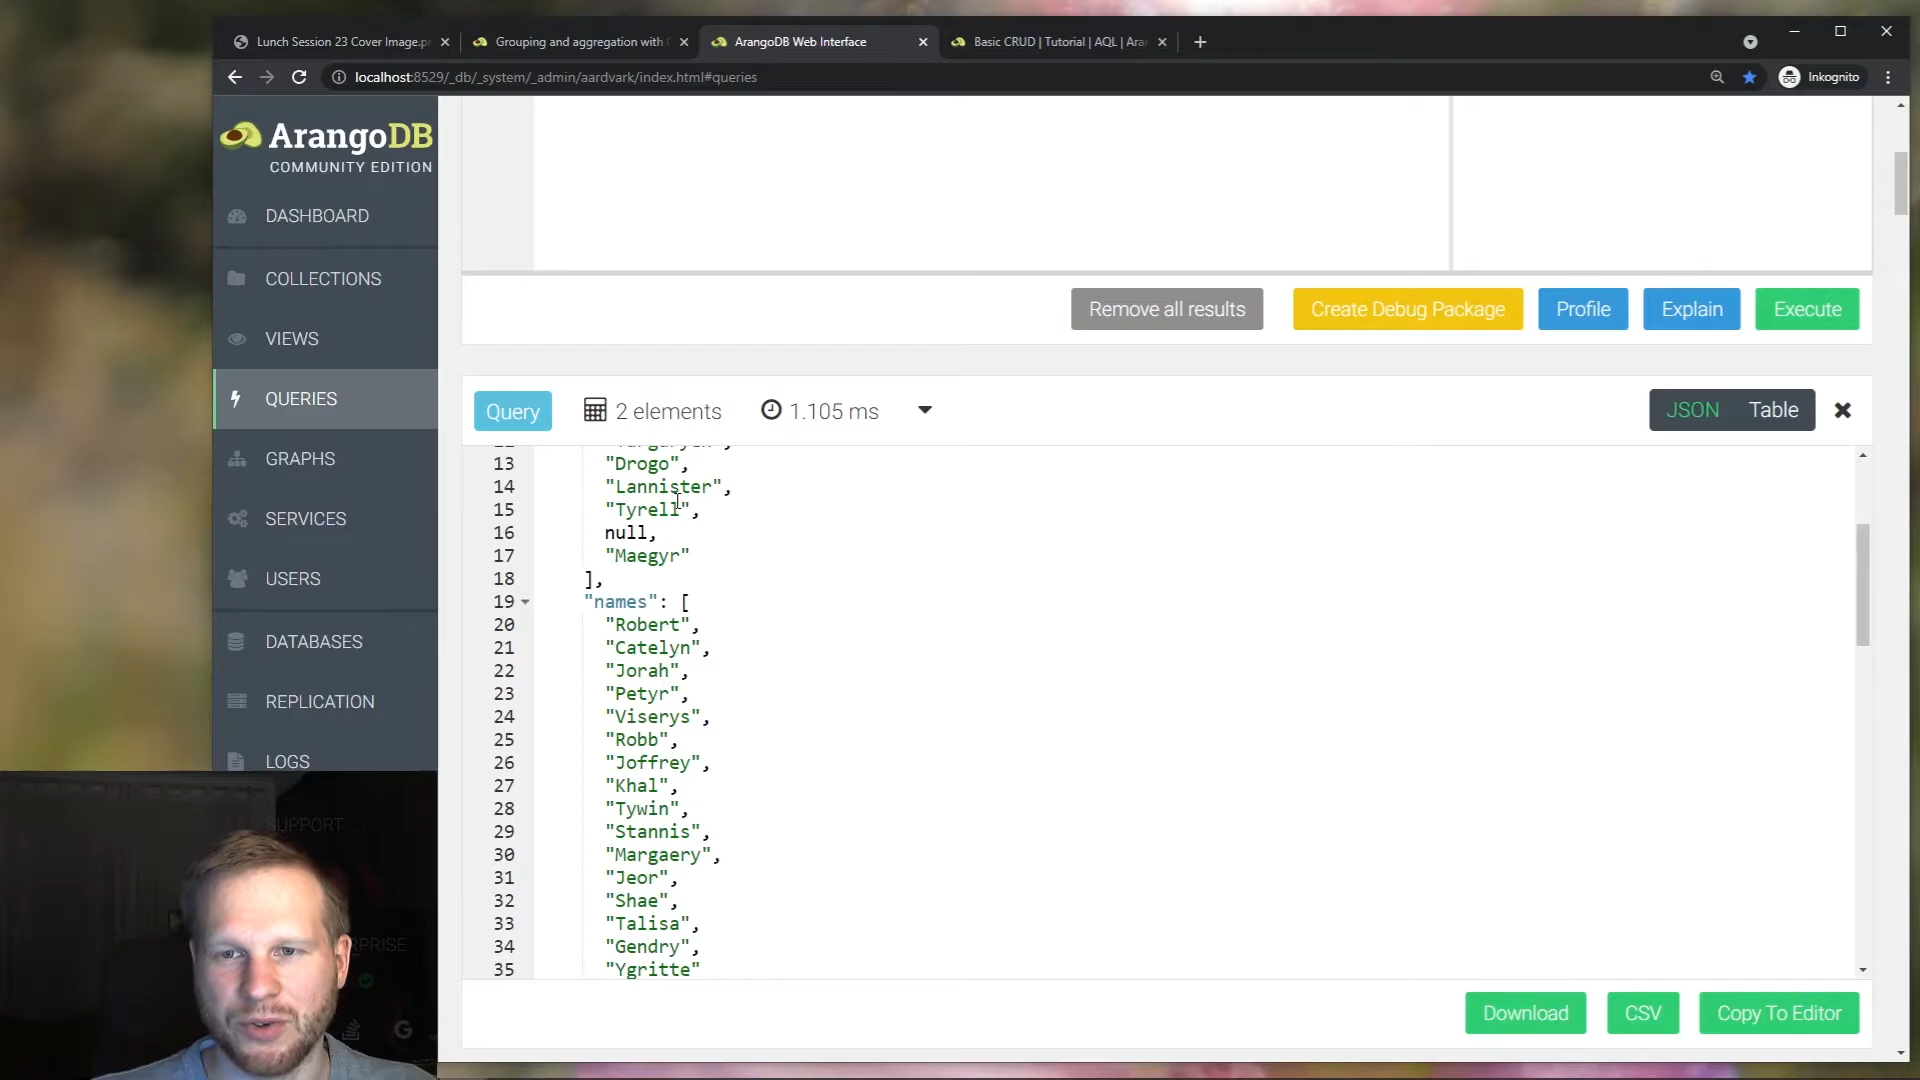 Lunch Session 23 Cover Image.pr
Grouping and aggregation with
ArangoDB Web Interface
Basic CRUD | Tutorial | AQL | Aran
localhost:8529/_db/_system/_admin/aardvark/index.html#queries
Inkognito
ArangoDB
COMMUNITY EDITION
DASHBOARD
COLLECTIONS
VIEWS
QUERIES
GRAPHS
SERVICES
USERS
DATABASES
REPLICATION
LOGS
SUPPORT
Remove all results
Create Debug Package
Profile
Explain
Execute
Query
2 elements
1.105 ms
JSON
Table
13 "Drogo",
14 "Lannister",
15 "Tyrell",
16 null,
17 "Maegyr"
18 ],
19 "names": [
20 "Robert",
21 "Catelyn",
22 "Jorah",
23 "Petyr",
24 "Viserys",
25 "Robb",
26 "Joffrey",
27 "Khal",
28 "Tywin",
29 "Stannis",
30 "Margaery",
31 "Jeor",
32 "Shae",
33 "Talisa",
34 "Gendry",
35 "Ygritte"
Download
CSV
Copy To Editor